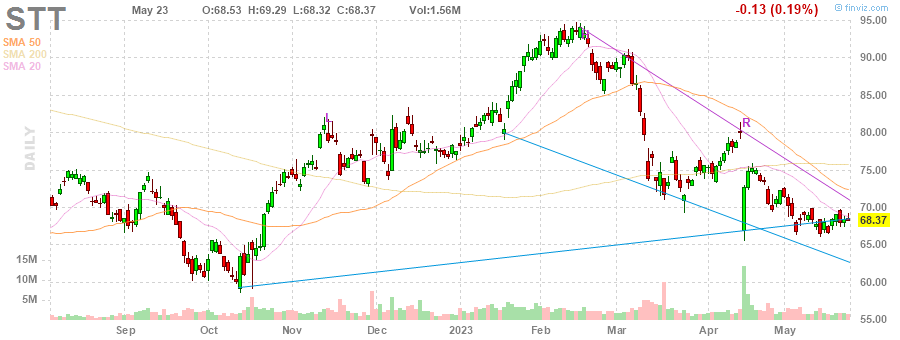 STT May 23 O:68.53 H:69.29 L:68.32 C:68.37 Vol:1.56M -0.13 (0.19%) © finviz.com
SMA 50
SMA 200
SMA 20
DAILY
95.00
90.00
85.00
80.00
75.00
70.00
68.37
65.00
60.00
55.00
15M
10M
5M
R
Sep Oct Nov Dec 2023 Feb Mar Apr May